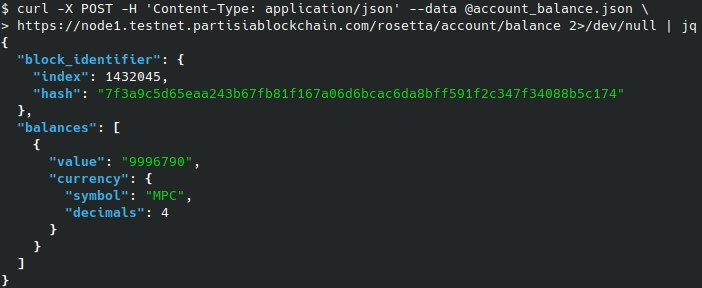 $ curl -X POST -H 'Content-Type: application/json' --data @account_balance.json \
> https://node1.testnet.partisiablockchain.com/rosetta/account/balance 2>/dev/null | jq
{
  "block_identifier": {
    "index": 1432045,
    "hash": "7f3a9c5d65eaa243b67fb81f167a06d6bcac6da8bff591f2c347f34088b5c174"
  },
  "balances": [
    {
      "value": "9996790",
      "currency": {
        "symbol": "MPC",
        "decimals": 4
      }
    }
  ]
}